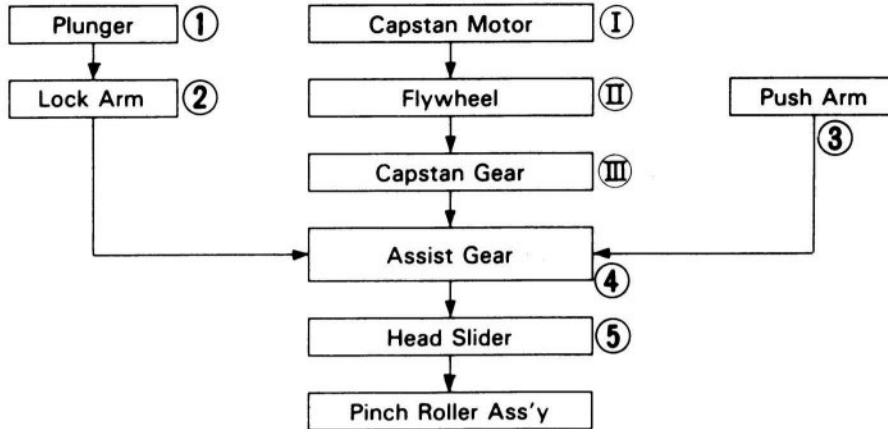 Plunger ①
Capstan Motor Ⓘ
Lock Arm ②
Flywheel Ⅱ
Push Arm
③
Capstan Gear Ⅲ
Assist Gear
④
Head Slider ⑤
Pinch Roller Ass'y